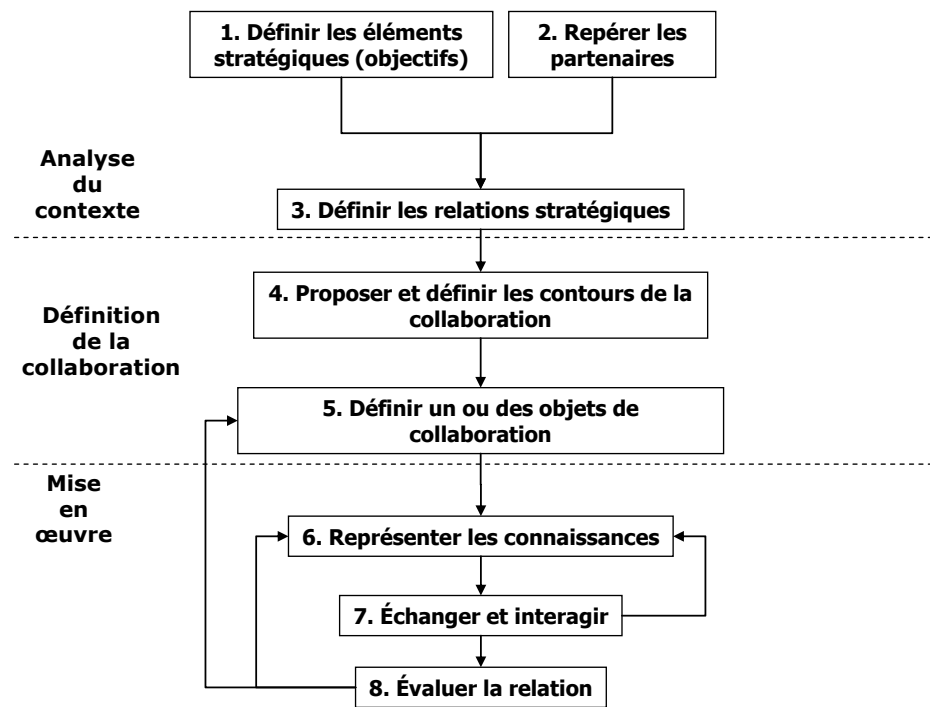 1. Définir les éléments
stratégiques (objectifs)
2. Repérer les
partenaires
Analyse
du
contexte
3. Définir les relations stratégiques
4. Proposer et définir les contours de la
collaboration
Définition
de la
collaboration
5. Définir un ou des objets de
collaboration
Mise
en
œuvre
6. Représenter les connaissances
7. Échanger et interagir
8. Évaluer la relation